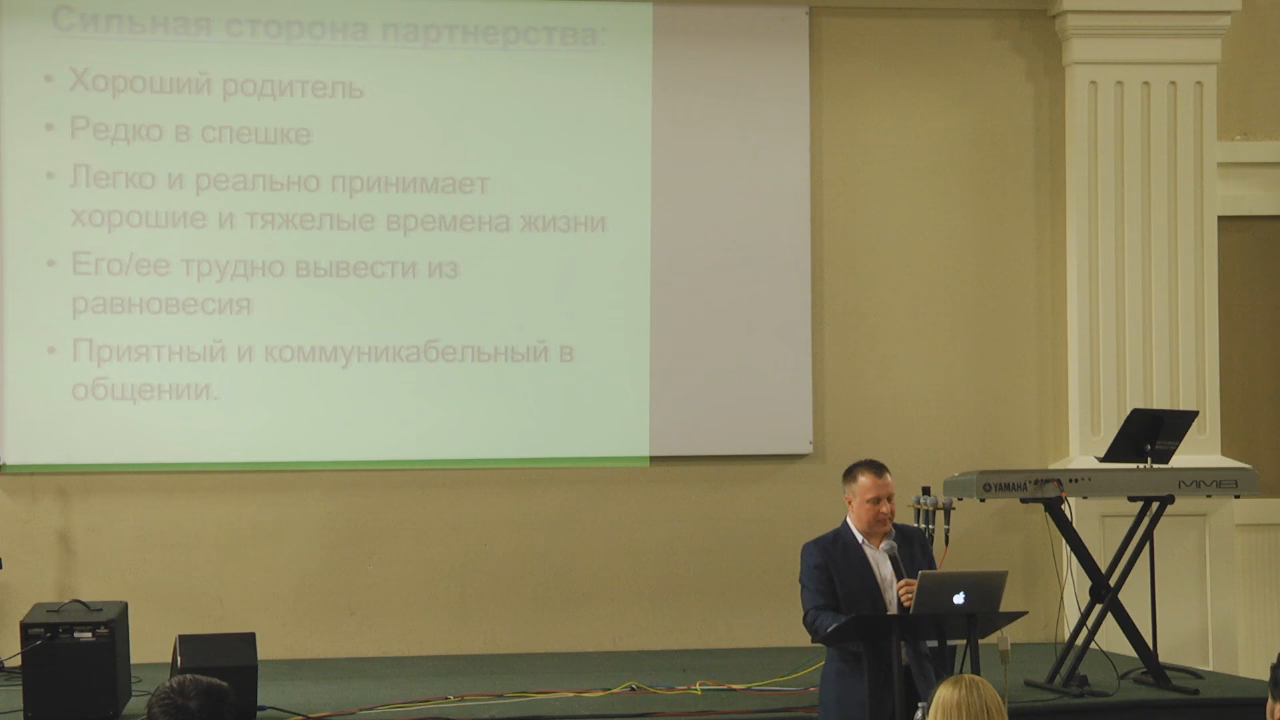 Сильная сторона партнерства:
• Хороший родитель
• Редко в спешке
• Легко и реально принимает
хорошие и тяжелые времена жизни
• Его/ее трудно вывести из
равновесия
• Приятный и коммуникабельный в
общении.
YAMAHA
MM8